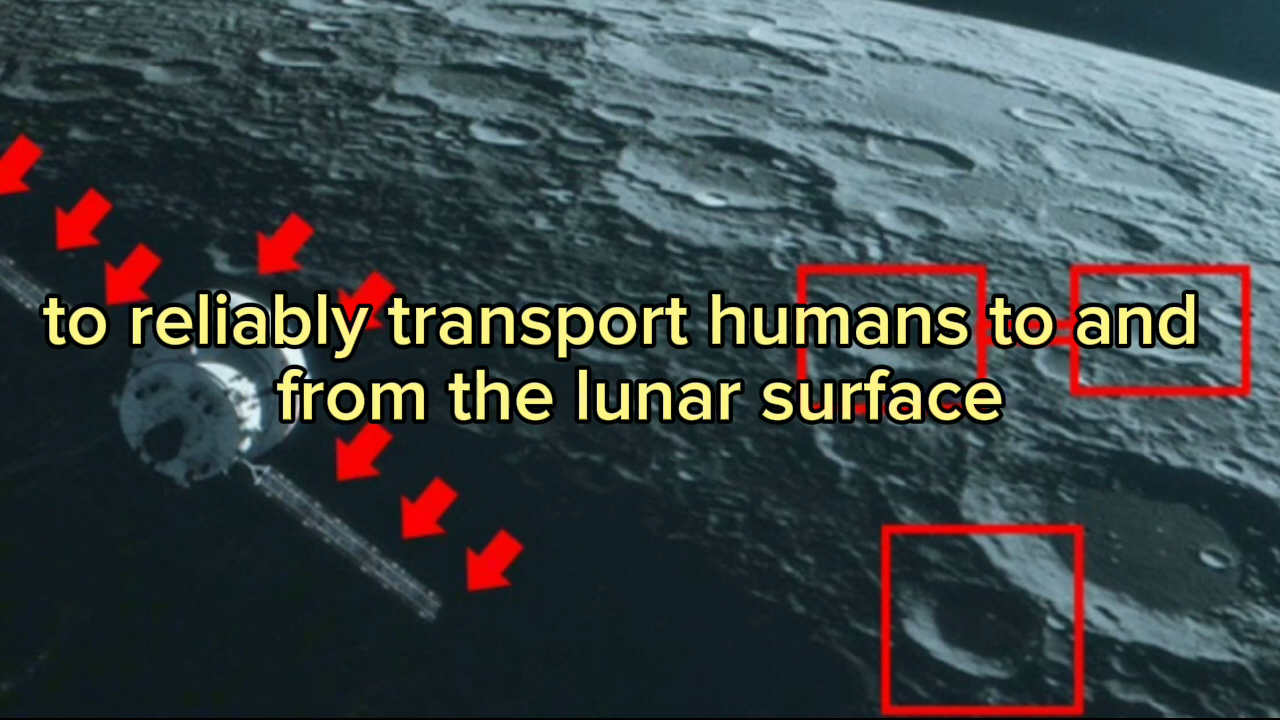 to reliably transport humans to and
from the lunar surface